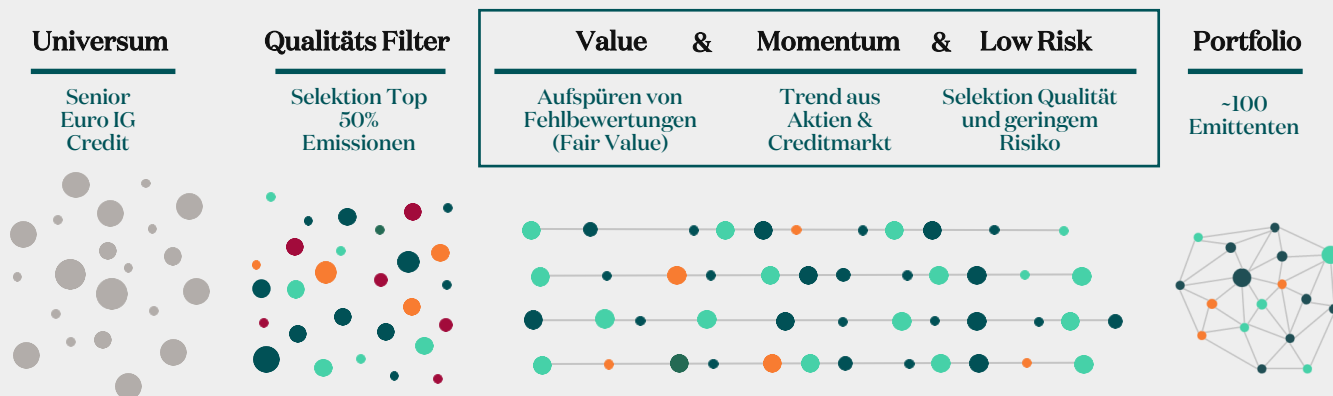 Universum
Senior
Euro IG
Credit
Qualitäts Filter
Selektion Top
50%
Emissionen
Value & Momentum & Low Risk
Aufspüren von
Fehlbewertungen
(Fair Value)
Trend aus
Aktien &
Creditmarkt
Selektion Qualität
und geringem
Risiko
Portfolio
~100
Emittenten